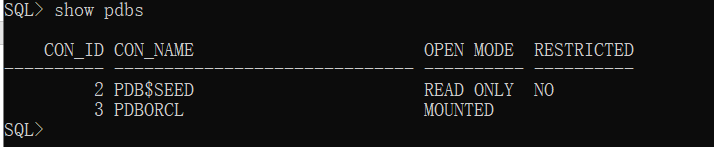 SQL> show pdbs
CON_ID CON_NAME OPEN MODE RESTRICTED
---------- ------------------------------ ---------- ----------
2 PDB$SEED READ ONLY NO
3 PDBORCL MOUNTED
SQL>